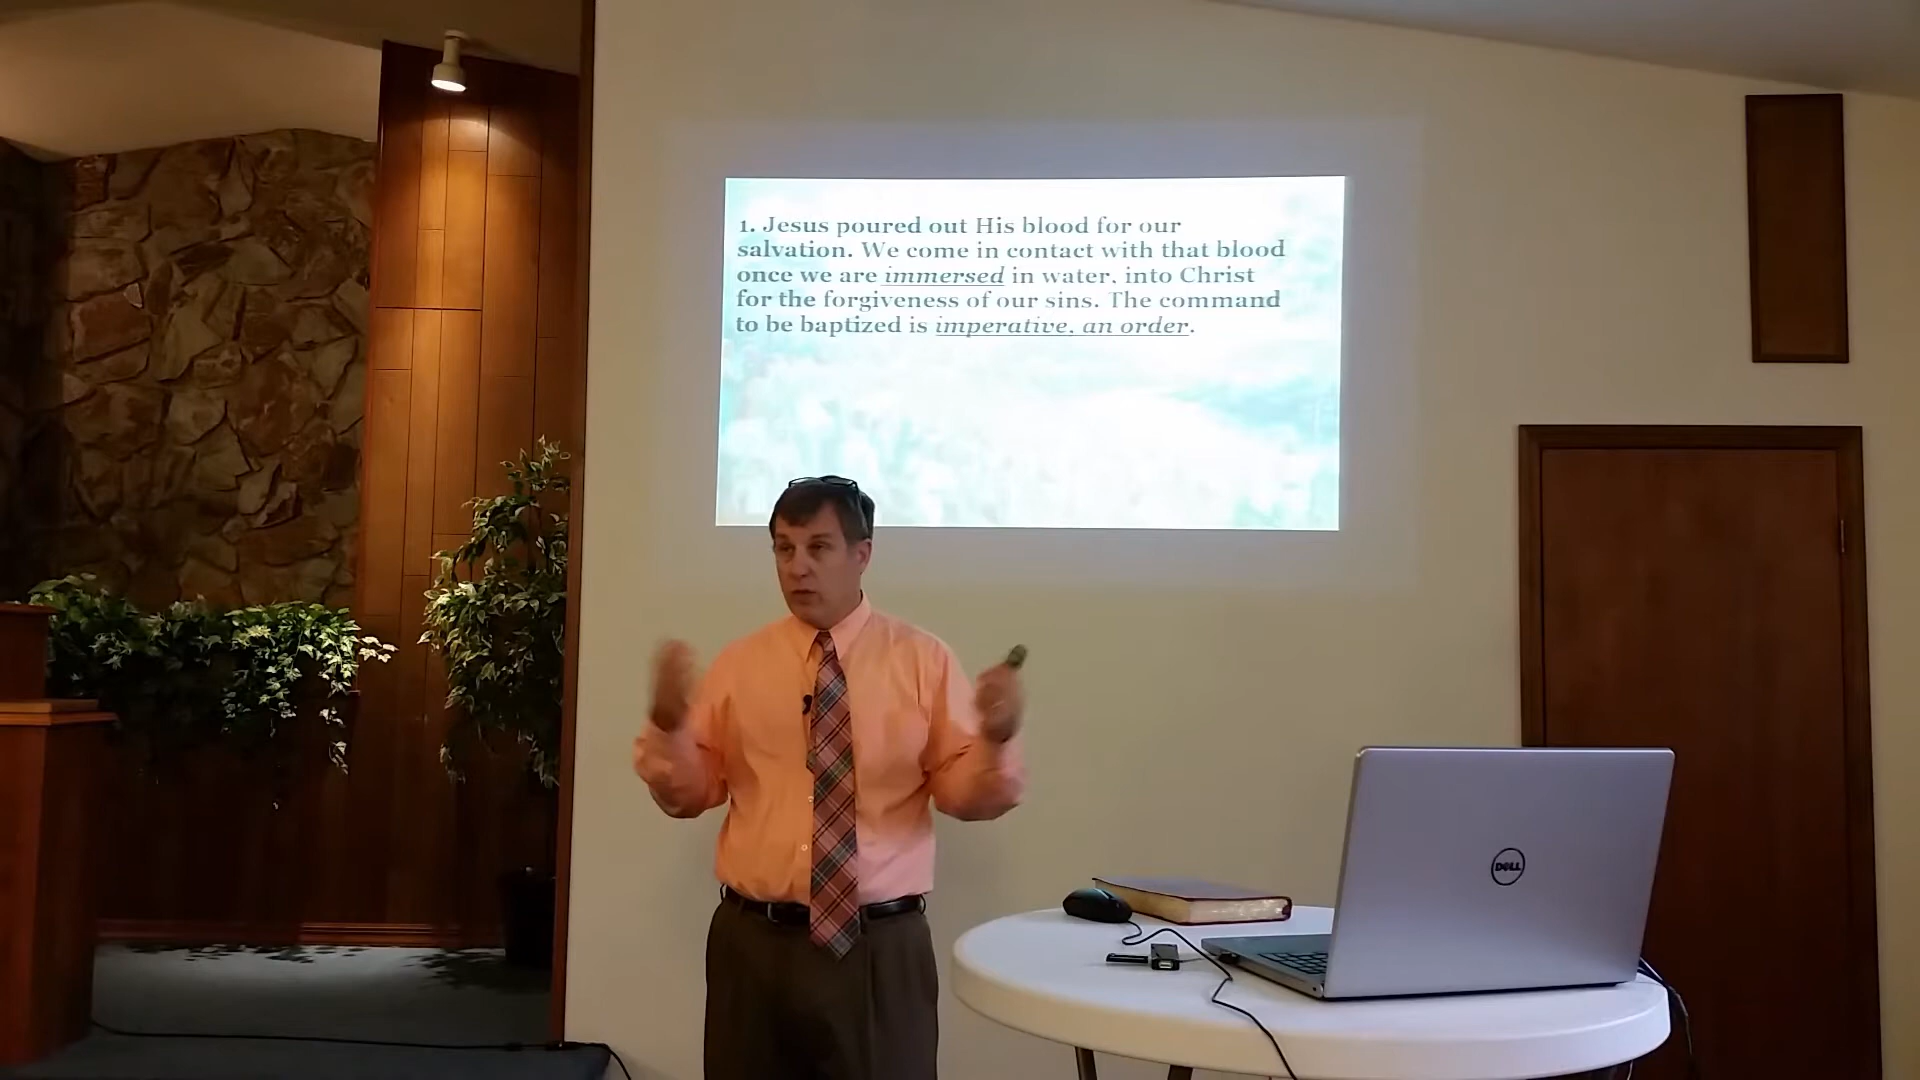 1. Jesus poured out His blood for our
salvation. We come in contact with that blood
once we are immersed in water, into Christ
for the forgiveness of our sins. The command
to be baptized is imperative, an order.
DELL